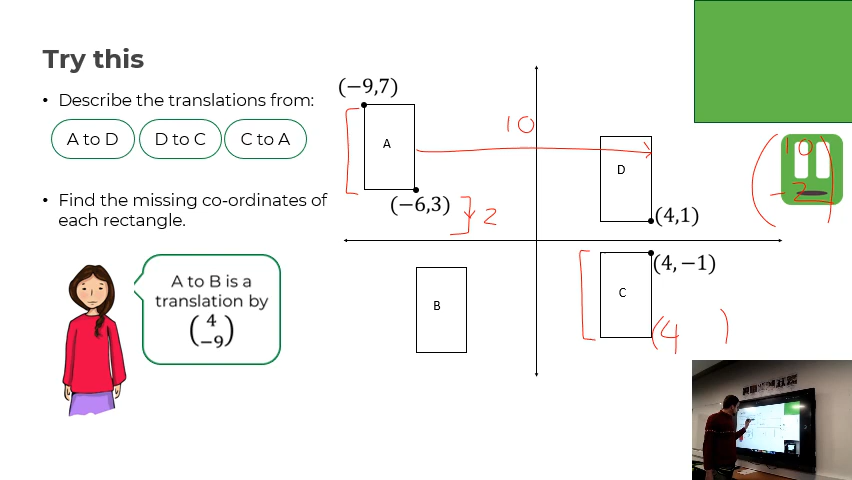 Try this
• Describe the translations from:
A to D
D to C
C to A
• Find the missing co-ordinates of
each rectangle.
A to B is a
translation by
(4
−9)
(−9,7)
A
(−6,3)
10
2
D
(4,1)
(4,−1)
C
(4 )
B
(10
-2)